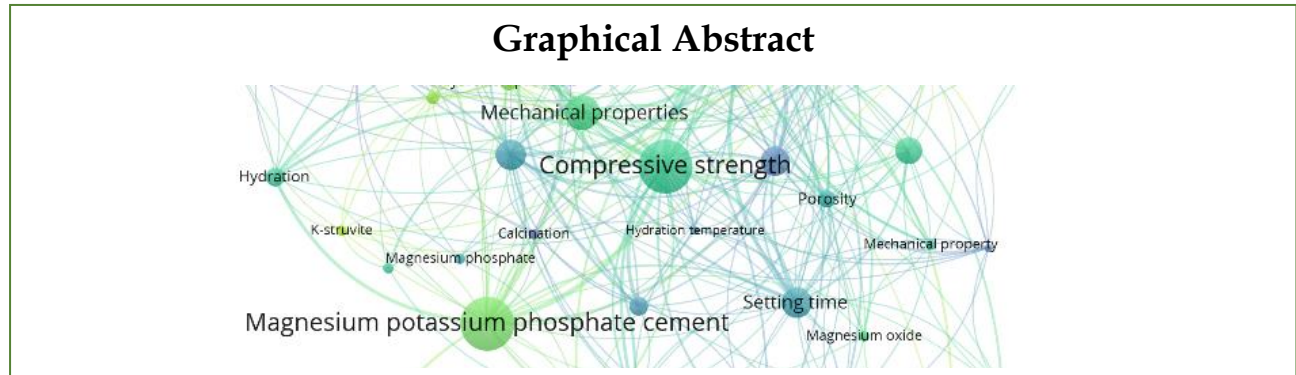 Graphical Abstract
Mechanical properties
Compressive strength
Hydration
Porosity
K-struvite
Calcination
Hydration temperature
Mechanical property
Magnesium phosphate
Setting time
Magnesium potassium phosphate cement
Magnesium oxide